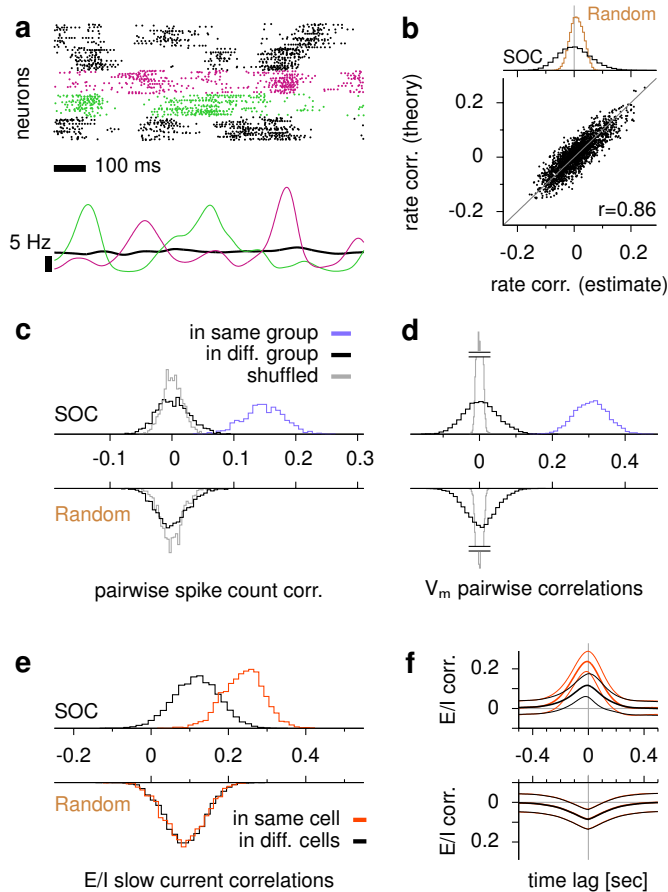 a
neurons
100 ms
5 Hz
b
Random
SOC
rate corr. (theory)
0.2
0
-0.2
r=0.86
-0.2 0 0.2
rate corr. (estimate)
c
in same group
in diff. group
shuffled
SOC
-0.1 0 0.1 0.2 0.3
Random
pairwise spike count corr.
d
0 0.2 0.4
Vm pairwise correlations
e
SOC
-0.2 0 0.2 0.4
Random
in same cell
in diff. cells
E/I slow current correlations
f
E/I corr.
0.2
0
-0.4 0 0.4
E/I corr.
0
0.2
time lag [sec]